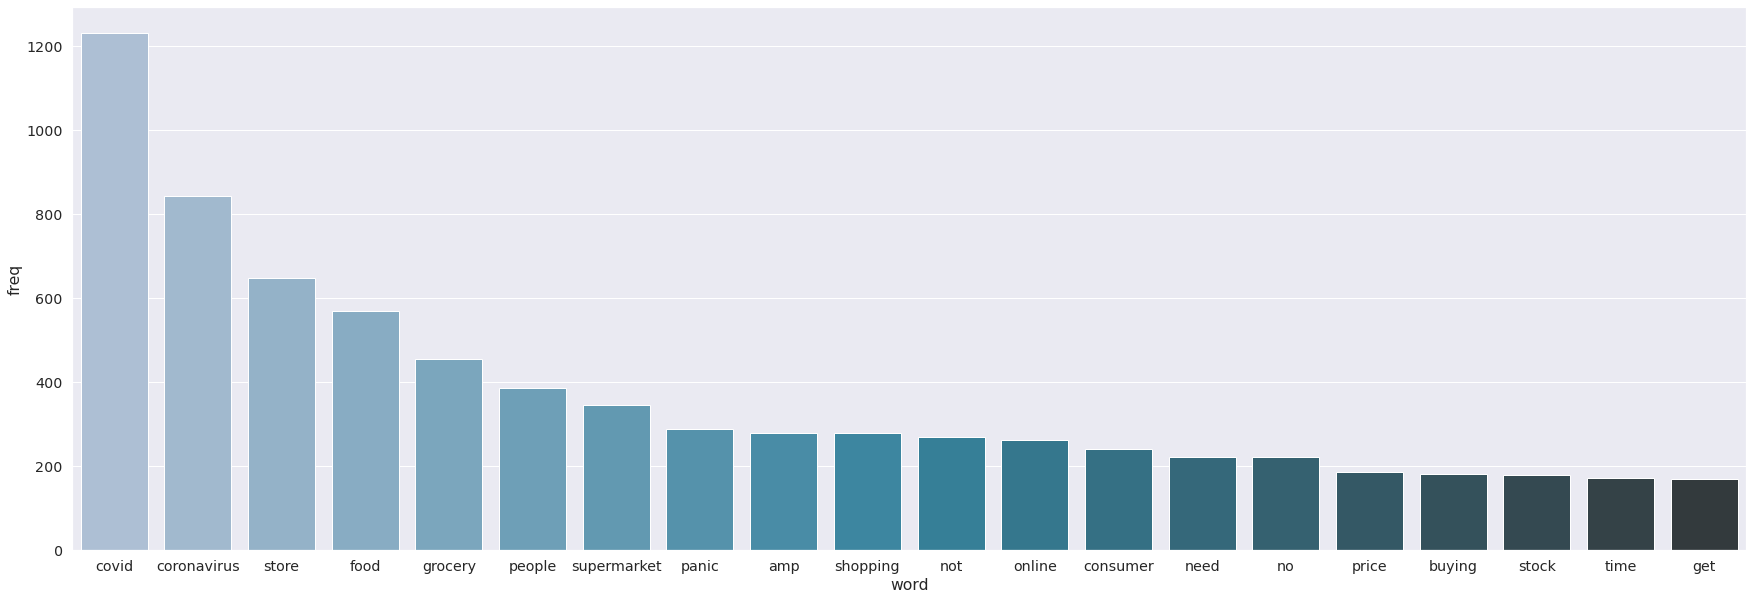 1200
1000
800
600
400
200
0
freq
covid coronavirus store food grocery people supermarket panic amp shopping not online consumer need no price buying stock time get
word